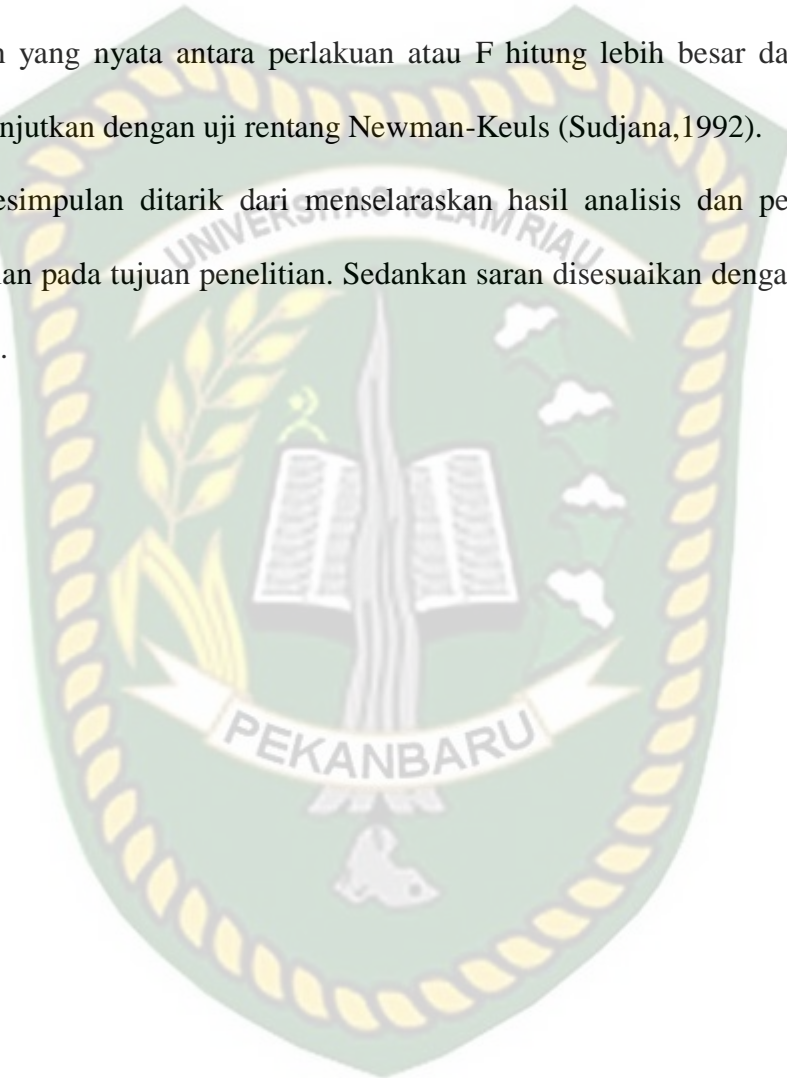 yang nyata antara perlakuan atau F hitung lebih besar da
njutkan dengan uji rentang Newman-Keuls (Sudjana,1992).
esimpulan ditarik dari menselaraskan hasil analisis dan pe
an pada tujuan penelitian. Sedankan saran disesuaikan denga
.
UNIVERSITAS ISLAM RIAU
PEKANBARU